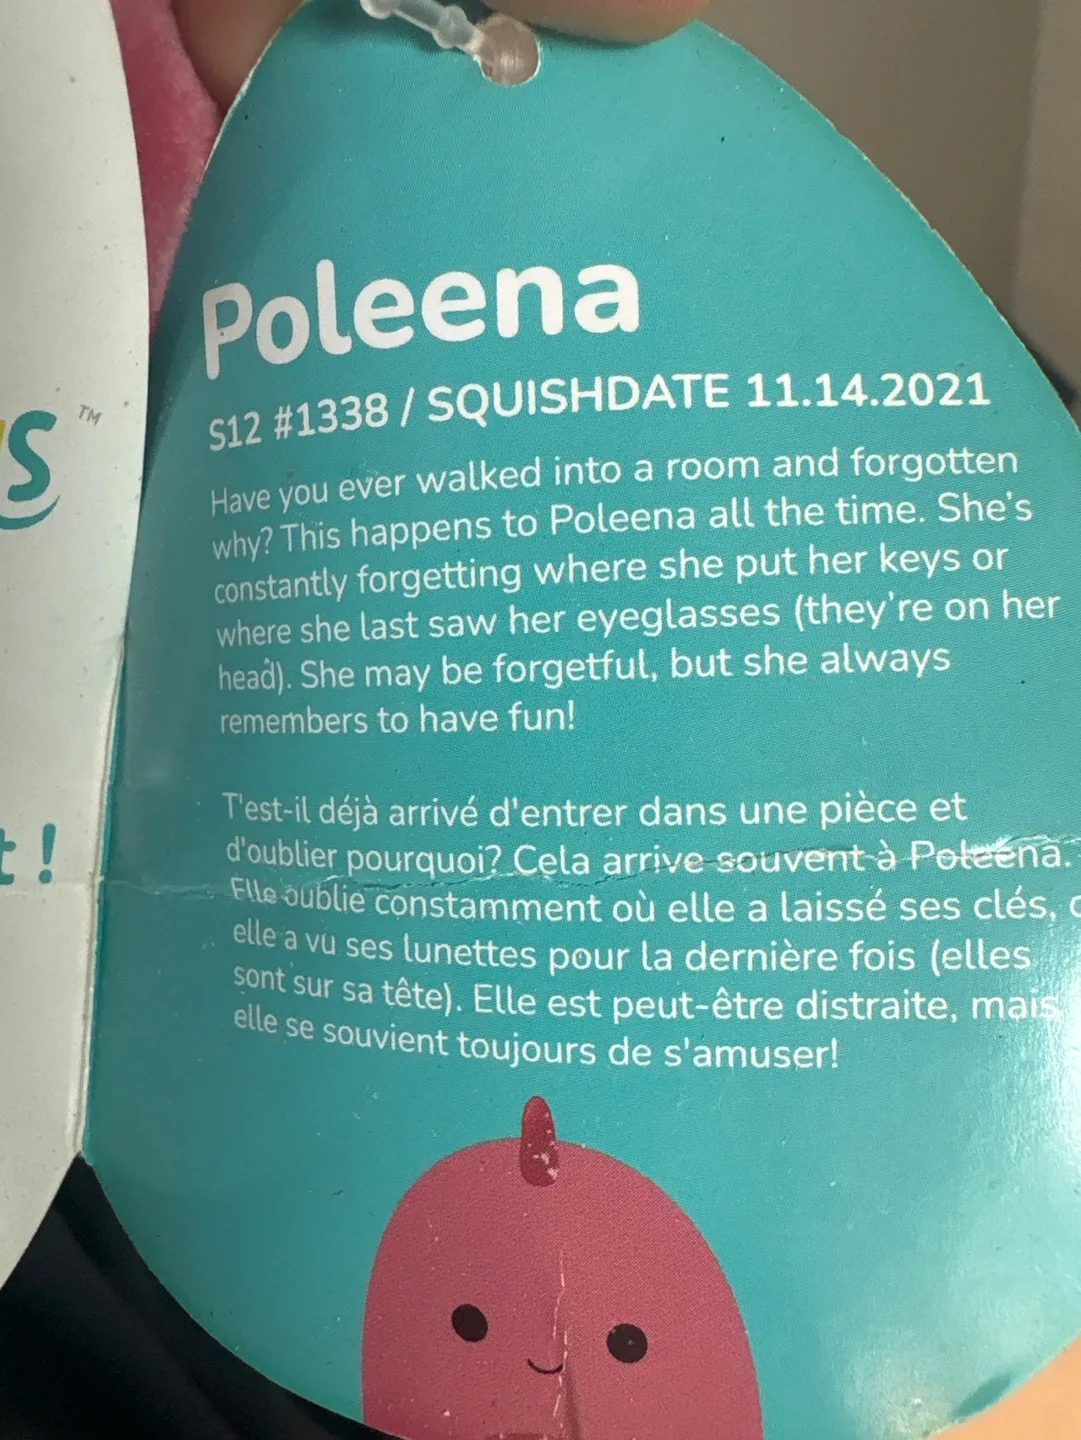 Poleena
S12 #1338 / SQUISHDATE 11.14.2021
Have you ever walked into a room and forgotten
why? This happens to Poleena all the time. She's
constantly forgetting where she put her keys or
where she last saw her eyeglasses (they're on her
head). She may be forgetful, but she always
remembers to have fun!
T'est-il déjà arrivé d'entrer dans une pièce et
d'oublier pourquoi? Cela arrive souvent à Poleena.
Elle oublie constamment où elle a laissé ses clés,
elle a vu ses lunettes pour la dernière fois (elles
sont sur sa tête). Elle est peut-être distraite, mais
elle se souvient toujours de s'amuser!